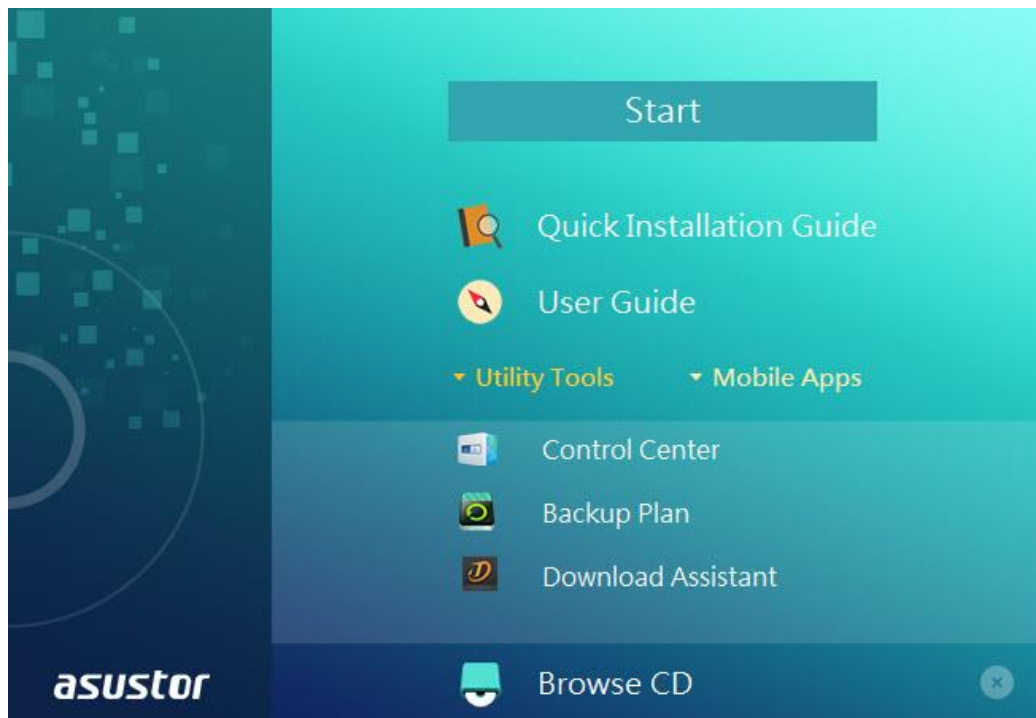 Start
Quick Installation Guide
User Guide
Utility Tools Mobile Apps
Control Center
Backup Plan
Download Assistant
asustor
Browse CD